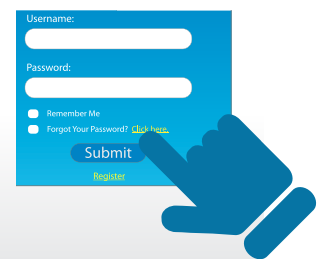 Username:
Password:
Remember Me
Forgot Your Password? Click here.
Submit
Register